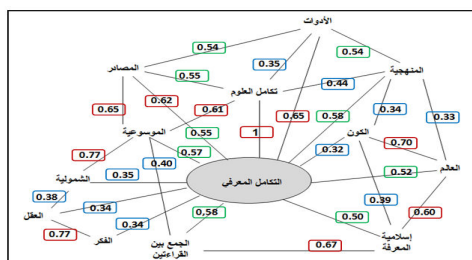 الأدوات
0.54
0.54
0.35
المصادر
0.55
المنهجية
0.44
تكامل العلوم
0.65
0.62
0.61
0.65
0.58
0.34
0.33
الموسوعية
0.55
1
الكون
0.57
0.32
0.70
0.77
0.40
0.35
التكامل المعرفي
0.52
العالم
الشمولية
0.38
0.34
0.39
العقل
0.58
0.50
0.60
0.34
0.77
الفكر
الجمع بين
القراءتين
0.67
إسلامية
المعرفة